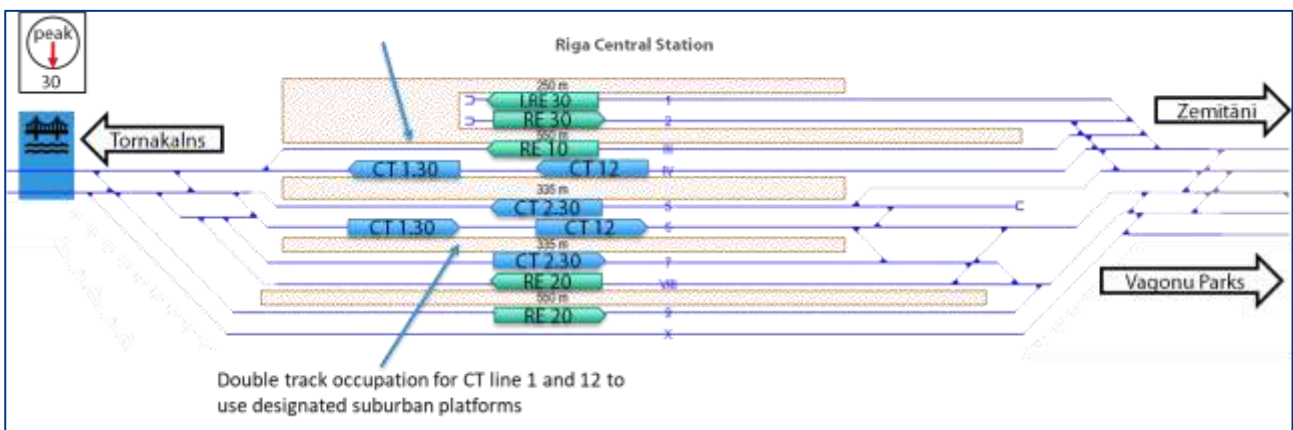 peak
30
Riga Central Station
250 m
LRE 30
1
Zemitāni
Tornakalns
RE 30
2
550 m
RE 10
III
CT 1.30
CT 12
IV
335 m
CT 2.30
5
CT 1.30
CT 12
6
335 m
CT 2.30
7
RE 20
VIII
Vagonu Parks
550 m
RE 20
9
X
Double track occupation for CT line 1 and 12 to
use designated suburban platforms